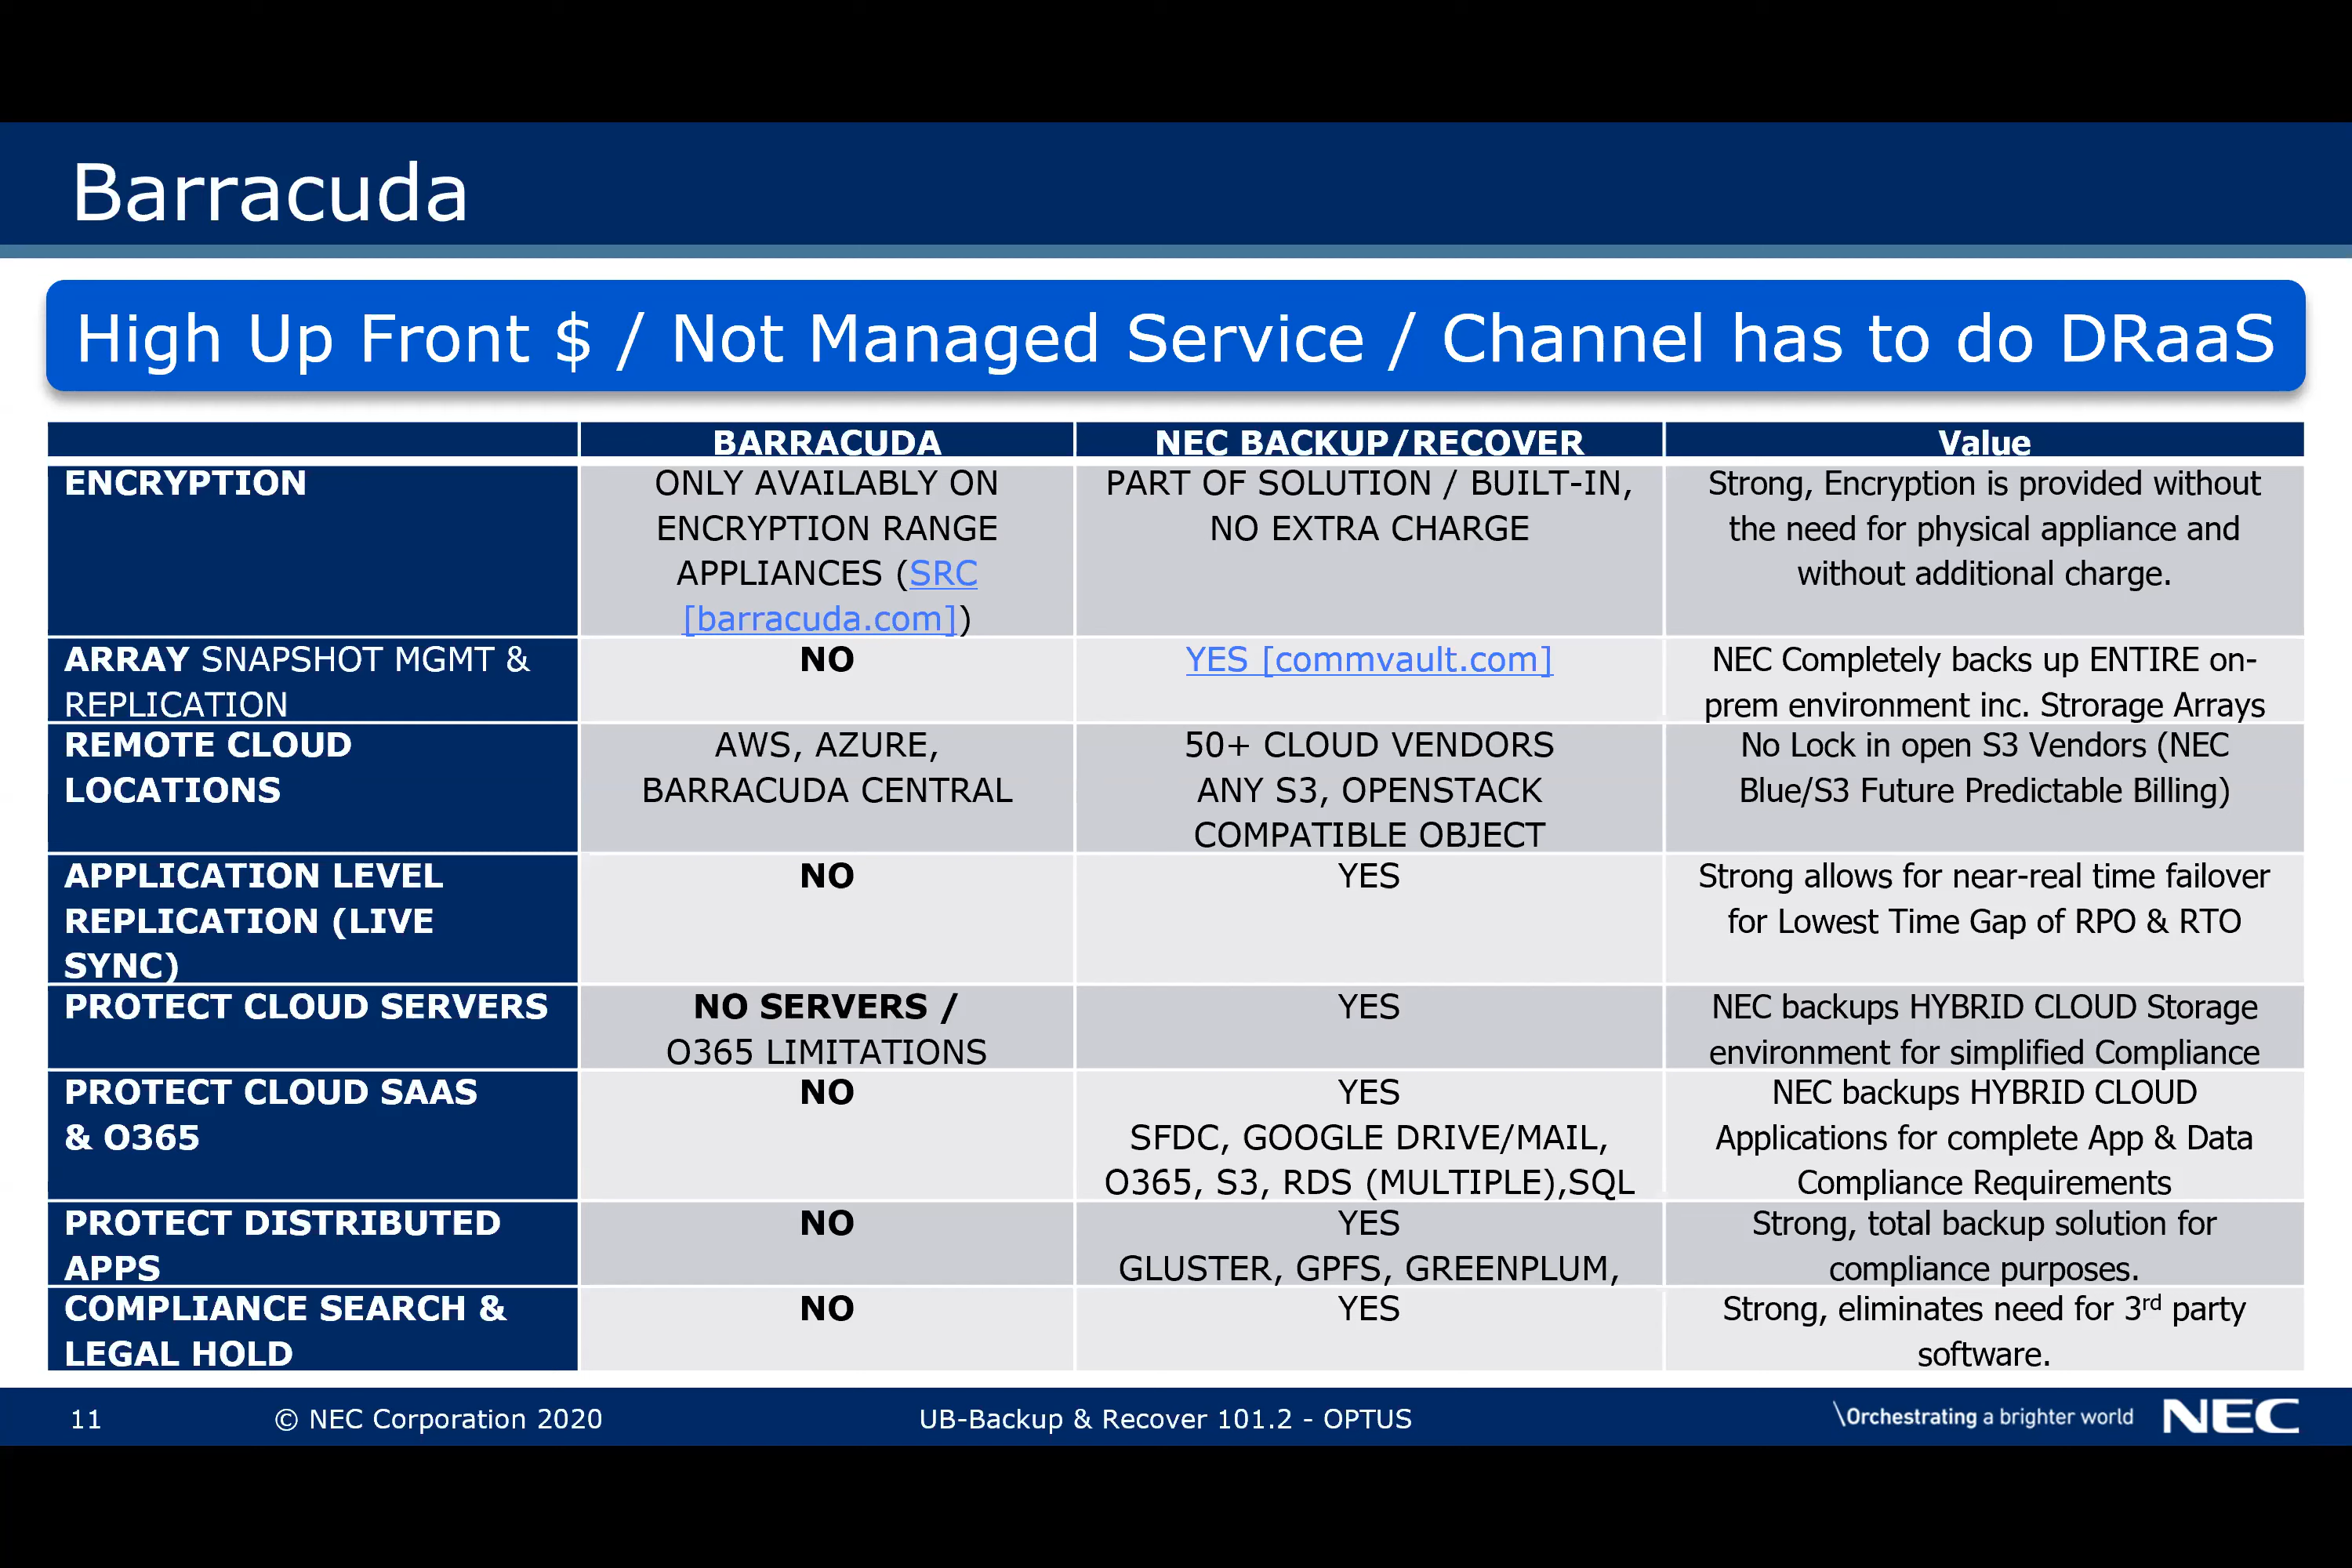 Barracuda
High Up Front $ / Not Managed Service / Channel has to do DRaaS
BARRACUDA
NEC BACKUP/RECOVER
Value
ENCRYPTION
ONLY AVAILABLY ON
ENCRYPTION RANGE
APPLIANCES (SRC
[barracuda.com])
PART OF SOLUTION / BUILT-IN,
NO EXTRA CHARGE
Strong, Encryption is provided without
the need for physical appliance and
without additional charge.
ARRAY SNAPSHOT MGMT &
REPLICATION
NO
YES [commvault.com]
NEC Completely backs up ENTIRE on-
prem environment inc. Strorage Arrays
REMOTE CLOUD
LOCATIONS
AWS, AZURE,
BARRACUDA CENTRAL
50+ CLOUD VENDORS
ANY S3, OPENSTACK
COMPATIBLE OBJECT
No Lock in open S3 Vendors (NEC
Blue/S3 Future Predictable Billing)
APPLICATION LEVEL
REPLICATION (LIVE
SYNC)
NO
YES
Strong allows for near-real time failover
for Lowest Time Gap of RPO & RTO
PROTECT CLOUD SERVERS
NO SERVERS /
O365 LIMITATIONS
YES
NEC backups HYBRID CLOUD Storage
environment for simplified Compliance
PROTECT CLOUD SAAS
& O365
NO
YES
SFDC, GOOGLE DRIVE/MAIL,
O365, S3, RDS (MULTIPLE),SQL
NEC backups HYBRID CLOUD
Applications for complete App & Data
Compliance Requirements
PROTECT DISTRIBUTED
APPS
NO
YES
GLUSTER, GPFS, GREENPLUM,
Strong, total backup solution for
compliance purposes.
COMPLIANCE SEARCH &
LEGAL HOLD
NO
YES
Strong, eliminates need for 3rd party
software.
11
© NEC Corporation 2020
UB-Backup & Recover 101.2 - OPTUS
\Orchestrating a brighter world
NEC